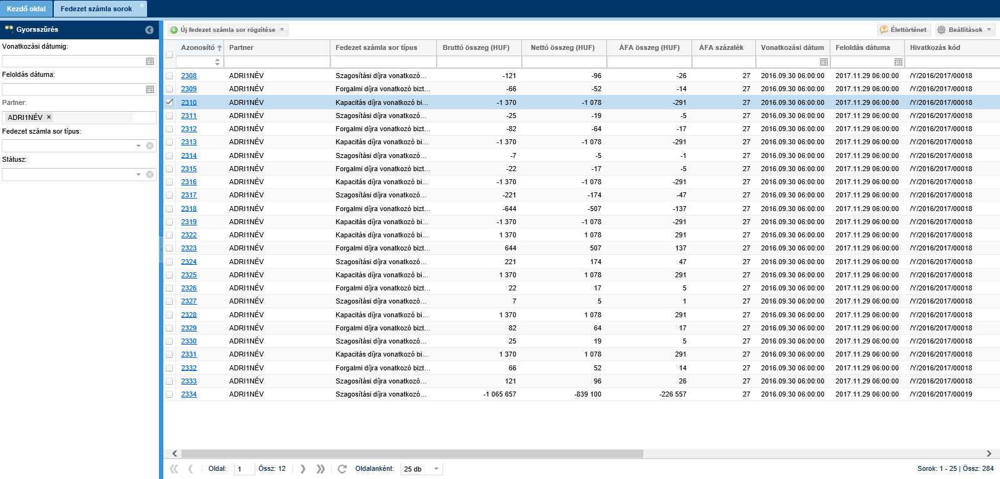 Kezdő oldal Fedezet számla sorok
Gyorsszűrés
Vonatkozási dátumig:
Feloldás dátuma:
Partner:
ADRI1NÉV
Fedezet számla sor típus:
Státusz:
Új fedezet számla sor rögzítése Élettörténet Beállítások
Azonosító Partner Fedezet számla sor típus Bruttó összeg (HUF) Nettó összeg (HUF) ÁFA összeg (HUF) ÁFA százalék Vonatkozási dátum Feloldás dátuma Hivatkozás kód
2308 ADRI1NÉV Szagosítási díjra vonatkozó... -121 -96 -26 27 2016.09.30 06:00:00 2017.11.29 06:00:00 /Y/2016/2017/00018
2309 ADRI1NÉV Forgalmi díjra vonatkozó bizt... -66 -52 -14 27 2016.09.30 06:00:00 2017.11.29 06:00:00 /Y/2016/2017/00018
2310 ADRI1NÉV Kapacitás díjra vonatkozó bi... -1 370 -1 078 -291 27 2016.09.30 06:00:00 2017.11.29 06:00:00 /Y/2016/2017/00018
2311 ADRI1NÉV Szagosítási díjra vonatkozó... -25 -19 -5 27 2016.09.30 06:00:00 2017.11.29 06:00:00 /Y/2016/2017/00018
2312 ADRI1NÉV Forgalmi díjra vonatkozó bizt... -82 -64 -17 27 2016.09.30 06:00:00 2017.11.29 06:00:00 /Y/2016/2017/00018
2313 ADRI1NÉV Kapacitás díjra vonatkozó bi... -1 370 -1 078 -291 27 2016.09.30 06:00:00 2017.11.29 06:00:00 /Y/2016/2017/00018
2314 ADRI1NÉV Szagosítási díjra vonatkozó... -7 -5 -1 27 2016.09.30 06:00:00 2017.11.29 06:00:00 /Y/2016/2017/00018
2315 ADRI1NÉV Forgalmi díjra vonatkozó bizt... -22 -17 -5 27 2016.09.30 06:00:00 2017.11.29 06:00:00 /Y/2016/2017/00018
2316 ADRI1NÉV Kapacitás díjra vonatkozó bi... -1 370 -1 078 -291 27 2016.09.30 06:00:00 2017.11.29 06:00:00 /Y/2016/2017/00018
2317 ADRI1NÉV Szagosítási díjra vonatkozó... -221 -174 -47 27 2016.09.30 06:00:00 2017.11.29 06:00:00 /Y/2016/2017/00018
2318 ADRI1NÉV Forgalmi díjra vonatkozó bizt... -644 -507 -137 27 2016.09.30 06:00:00 2017.11.29 06:00:00 /Y/2016/2017/00018
2319 ADRI1NÉV Kapacitás díjra vonatkozó bi... -1 370 -1 078 -291 27 2016.09.30 06:00:00 2017.11.29 06:00:00 /Y/2016/2017/00018
2322 ADRI1NÉV Kapacitás díjra vonatkozó bi... 1 370 1 078 291 27 2016.09.30 06:00:00 2017.11.29 06:00:00 /Y/2016/2017/00018
2323 ADRI1NÉV Forgalmi díjra vonatkozó bizt... 644 507 137 27 2016.09.30 06:00:00 2017.11.29 06:00:00 /Y/2016/2017/00018
2324 ADRI1NÉV Szagosítási díjra vonatkozó... 221 174 47 27 2016.09.30 06:00:00 2017.11.29 06:00:00 /Y/2016/2017/00018
2325 ADRI1NÉV Kapacitás díjra vonatkozó bi... 1 370 1 078 291 27 2016.09.30 06:00:00 2017.11.29 06:00:00 /Y/2016/2017/00018
2326 ADRI1NÉV Forgalmi díjra vonatkozó bizt... 22 17 5 27 2016.09.30 06:00:00 2017.11.29 06:00:00 /Y/2016/2017/00018
2327 ADRI1NÉV Szagosítási díjra vonatkozó... 7 5 1 27 2016.09.30 06:00:00 2017.11.29 06:00:00 /Y/2016/2017/00018
2328 ADRI1NÉV Kapacitás díjra vonatkozó bi... 1 370 1 078 291 27 2016.09.30 06:00:00 2017.11.29 06:00:00 /Y/2016/2017/00018
2329 ADRI1NÉV Forgalmi díjra vonatkozó bizt... 82 64 17 27 2016.09.30 06:00:00 2017.11.29 06:00:00 /Y/2016/2017/00018
2330 ADRI1NÉV Szagosítási díjra vonatkozó... 25 19 5 27 2016.09.30 06:00:00 2017.11.29 06:00:00 /Y/2016/2017/00018
2331 ADRI1NÉV Kapacitás díjra vonatkozó bi... 1 370 1 078 291 27 2016.09.30 06:00:00 2017.11.29 06:00:00 /Y/2016/2017/00018
2332 ADRI1NÉV Forgalmi díjra vonatkozó bizt... 66 52 14 27 2016.09.30 06:00:00 2017.11.29 06:00:00 /Y/2016/2017/00018
2333 ADRI1NÉV Szagosítási díjra vonatkozó... 121 96 26 27 2016.09.30 06:00:00 2017.11.29 06:00:00 /Y/2016/2017/00018
2334 ADRI1NÉV Szagosítási díjra vonatkozó... -1 065 657 -839 100 -226 557 27 2016.09.30 06:00:00 2017.11.29 06:00:00 /Y/2016/2017/00019
Oldal: 1 Össz: 12 Oldalanként: 25 db Sorok: 1 - 25 | Össz: 284